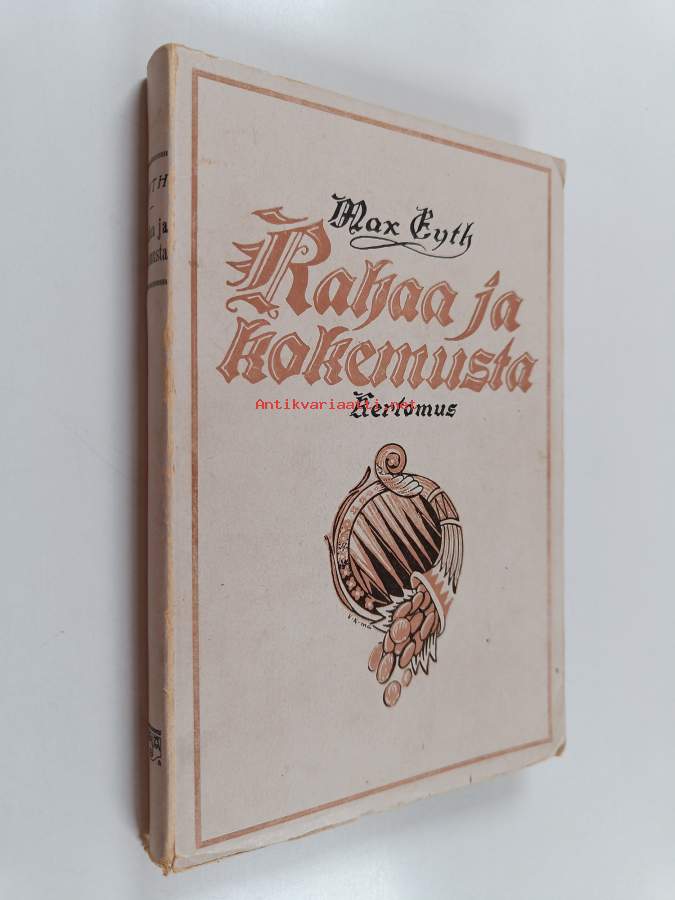 Max Eyth
Rahaa ja
kokemusta
Antikvariaatti.net
Kertomus